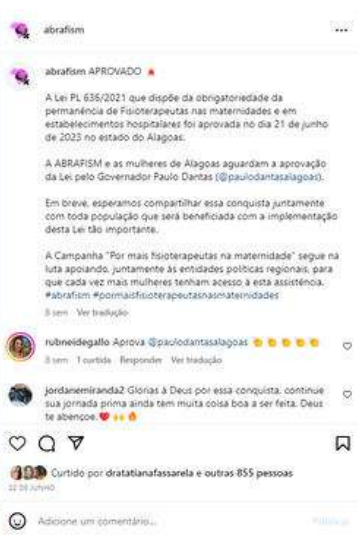 abrafism
abrafism APROVADO
A Lei PL 636/2021 que dispõe da obrigatoriedade da
permanência de Fisioterapeutas nas maternidades e em
estabelecimentos hospitalares foi aprovada no dia 21 de junho
de 2023 no estado do Alagoas.
A ABRAFISM e as mulheres de Alagoas aguardam a aprovação
da Lei pelo Governador Paulo Dantas (@paulodantasalagoas).
Em breve, esperamos compartilhar essa conquista juntamente
com toda população que será beneficiada com a implementação
desta Lei tão importante.
A Campanha "Por mais fisioterapeutas na maternidade" segue na
luta apoiando, juntamente às entidades políticas regionais, para
que cada vez mais mulheres tenham acesso a esta assistência.
#abrafism #pormaisfisioterapeutasnasmaternidades
8 sem Ver tradução
rubneidegallo Aprova @paulodantasalagoas 👏👏👏👏👏
8 sem 1 curtida Responder Ver tradução
jordanemiranda2 Glórias à Deus por essa conquista, continue
sua jornada prima ainda tem muita coisa boa a ser feita. Deus
te abençoe.❤️🙌🔥
Curtido por dratatianafassarela e outras 855 pessoas
22 DE JUNHO
Adicione um comentário...
Publicar